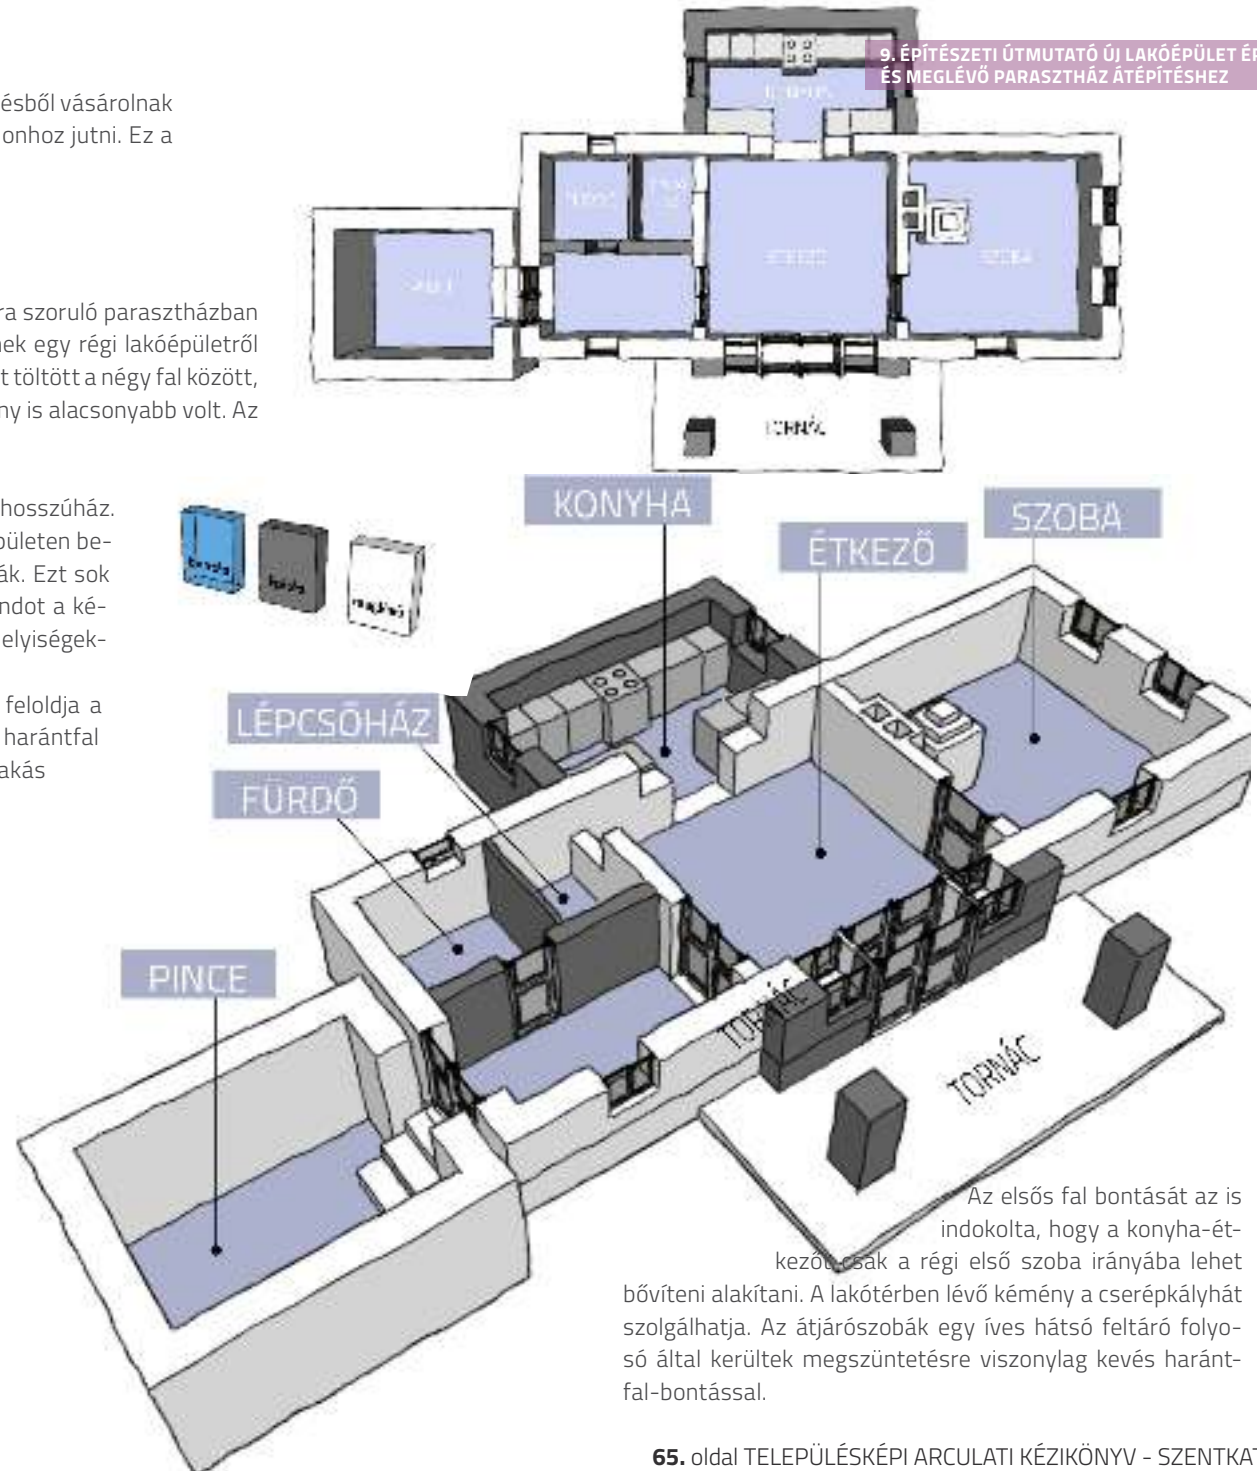 9. ÉPÍTÉSZETI ÚTMUTATÓ ÚJ LAKÓÉPÜLET ÉP
ÉS MEGLÉVŐ PARASZTHÁZ ÁTÉPÍTÉSHEZ
ésből vásárolnak
onhoz jutni. Ez a
ra szoruló parasztházban
nek egy régi lakóépületről
t töltött a négy fal között,
ny is alacsonyabb volt. Az
hosszúház.
pületen be-
ák. Ezt sok
ndot a ké-
elyiségek-
feloldja a
harántfal
akás
ÉTKEZŐ
SZOBA
TORNÁC
KONYHA
ÉTKEZŐ
SZOBA
LÉPCSŐHÁZ
FÜRDŐ
PINCE
TORNÁC
TORNÁC
Az elsős fal bontását az is
indokolta, hogy a konyha-ét-
kezőt csak a régi első szoba irányába lehet
bővíteni alakítani. A lakótérben lévő kémény a cserépkályhát
szolgálhatja. Az átjárószobák egy íves hátsó feltáró folyo-
só által kerültek megszüntetésre viszonylag kevés haránt-
fal-bontással.
65. oldal TELEPÜLÉSKÉPI ARCULATI KÉZIKÖNYV - SZENTKAT